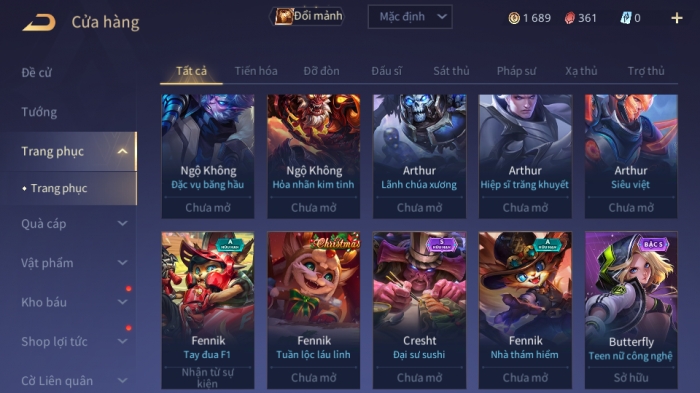 Cửa hàng
Đổi mảnh
Mặc định
1 689
361
0
Đề cử
Tướng
Trang phục
Trang phục
Quà cáp
Vật phẩm
Kho báu
Shop lợi tức
Cờ Liên quân
Tất cả Tiến hóa Đỡ đòn Đấu sĩ Sát thủ Pháp sư Xạ thủ Trợ thủ
Ngộ Không
Đặc vụ băng hầu
Chưa mở
Ngộ Không
Hỏa nhãn kim tinh
Chưa mở
Arthur
Lãnh chúa xương
Chưa mở
Arthur
Hiệp sĩ trăng khuyết
Chưa mở
Arthur
Siêu việt
Chưa mở
A
HỮU HẠN
Fennik
Tay đua F1
Nhận từ sự
kiện
Christmas
Fennik
Tuần lộc láu lỉnh
Chưa mở
S
HỮU HẠN
Cresht
Đại sư sushi
Chưa mở
A
HỮU HẠN
Fennik
Nhà thám hiểm
Chưa mở
BẬC S
Butterfly
Teen nữ công nghệ
Sở hữu